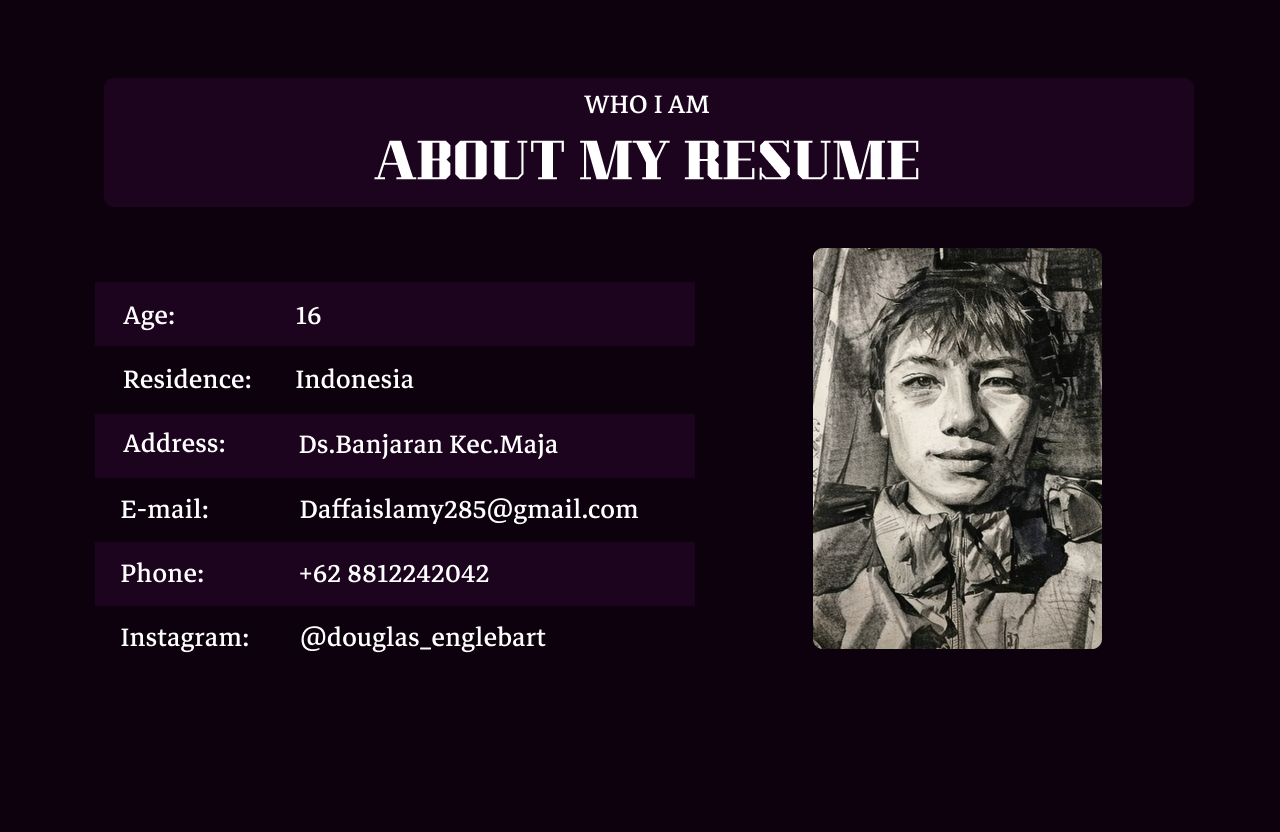 WHO I AM
ABOUT MY RESUME
Age: 16
Residence: Indonesia
Address: Ds.Banjaran Kec.Maja
E-mail: Daffaislamy285@gmail.com
Phone: +62 8812242042
Instagram: @douglas_englebart